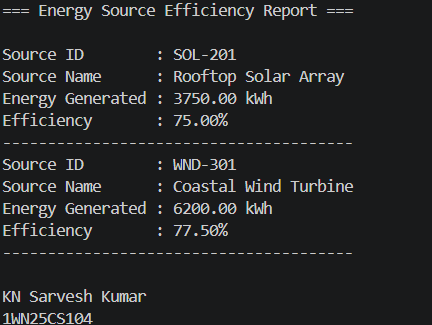 === Energy Source Efficiency Report ===
Source ID        : SOL-201
Source Name      : Rooftop Solar Array
Energy Generated : 3750.00 kWh
Efficiency       : 75.00%
---------------------------------------
Source ID        : WND-301
Source Name      : Coastal Wind Turbine
Energy Generated : 6200.00 kWh
Efficiency       : 77.50%
---------------------------------------
KN Sarvesh Kumar
1WN25CS104